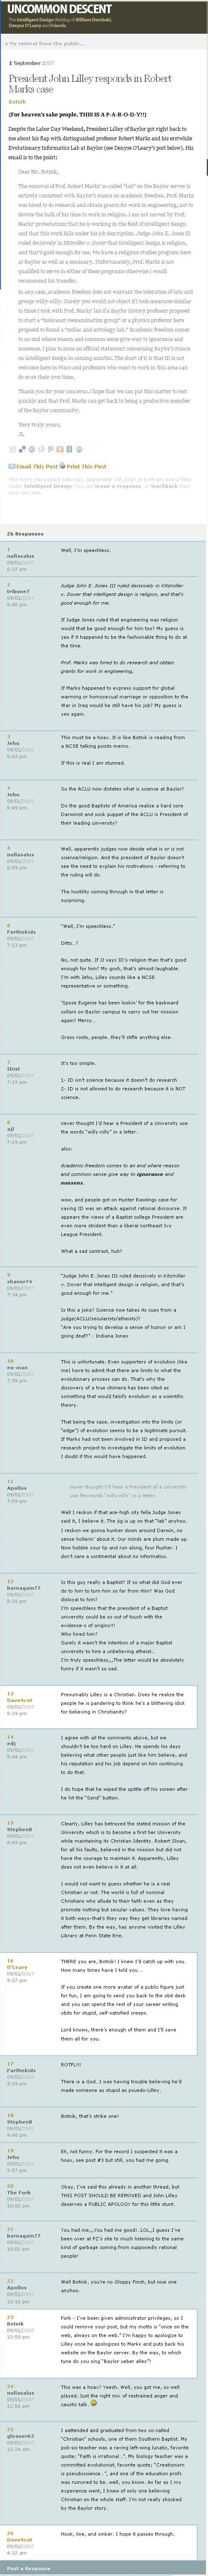 UNCOMMON DESCENT
The Intelligent Design Weblog of William Dembski,
Denyse O'Leary and Friends
« My retreat from the public…
1 September 2007
President John Lilley responds in Robert
Marks case
Botnik
(For heaven's sake people, THIS IS A P-A-R-O-D-Y!!)
Despite the Labor Day Weekend, President Lilley of Baylor got right back to
me about his flap with distinguished professor Robert Marks and his erstwhile
Evolutionary Informatics Lab at Baylor (see Denyse O'Leary's post below). His
email is to the point:
Dear Mr. Botnik,
The removal of Prof. Robert Marks' so-called "lab" on the Baylor server is
entirely consistent with Baylor's stance on academic freedom. Prof. Marks
was hired to do research and obtain grants for work in engineering, and to
devote the balk of his time to work in religion. I am not moved by Prof.
Marks' protestations that he is working in the field of intelligent design
and that this work falls under his job description. Judge John E. Jones III
ruled decisively in Kitzmiller v. Dover that intelligent design is religion,
and that's good enough for me. We have a religious studies program here
at Baylor as well as a seminary. Unfortunately, Prof. Marks is not
qualified to serve in either of these programs otherwise I would
recommend his transfer.
In any case, academic freedom does not warrant the toleration of labs and
groups willy-nilly. Surely you would not object if I took measures similar
to those I took with Prof. Marks' lab if a Baylor history professor proposed
to start a "holocaust reexamination group" or a physics professor here
proposed to found a "zodiac and astrology lab." Academic freedom comes
to an end where reason and common sense give way to ignorance and
nonsense. I plan to issue an official statement concerning Baylor's stance
on intelligent design in coming months. The short of it is that ID is not
welcome here in Waco and professors who want to work in this area must
do so on their own time.
Thank you for your concerns. I hope that we can put this matter to rest
quickly and that Prof. Marks can get back to being a productive member
of the Baylor community.
Very truly yours,
JL
Email This Post Print This Post
This entry was posted Saturday, September 1st, 2007 at 6:05 pm and is filed
under Intelligent Design. You can leave a response, or trackback from
your own site.
26 Responses
1
nullasalus
09/01/2007
6:37 pm
Well, I'm speechless.
2
tribune7
09/01/2007
6:40 pm
Judge John E. Jones III ruled decisively in Kitzmiller
v. Dover that intelligent design is religion, and that's
good enough for me.
If Judge Jones ruled that engineering was religion
would that be good enough for him too? My guess is
yes if it happened to be the fashionable thing to do at
the time.
Prof. Marks was hired to do research and obtain
grants for work in engineering,
If Marks happened to express support for global
warming or homosexual marriage or opposition to the
War in Iraq would he still have his job? My guess is
yes again.
3
Jehu
09/01/2007
6:43 pm
This must be a hoax. It is like Botnik is reading from
a NCSE talking points memo.
If this is real I am stunned.
4
Jehu
09/01/2007
6:49 pm
So the ACLU now dictates what is science at Baylor?
Do the good Baptists of America realize a hard core
Darwinist and sock puppet of the ACLU is President of
their leading university?
5
nullasalus
09/01/2007
6:59 pm
Well, apparently judges now decide what is or is not
science/religion. And the president of Baylor doesn't
see the need to explain his motivations - referring to
the ruling will do.
The hostility coming through in that letter is
surprising.
6
Forthekids
09/01/2007
7:13 pm
"Well, I'm speechless."
Ditto..?
No, not quite..If JJ says ID's religion than that's good
enough for him? My gosh, that's almost laughable.
I'm with Jehu, Lilley sounds like a NCSE
representative or something.
'Spose Eugenie has been lookin' for the backward
collars on Baylor campus to carry out her mission
again? Mercy…
Grass roots, people..they'll stifle anything else.
7
IDist
09/01/2007
7:19 pm
It's too simple.
1- ID isn't science because it doesn't do research
2- ID is not allowed to do research because it is NOT
science.
8
ajl
09/01/2007
7:19 pm
never thought I'd hear a President of a University use
the words "willy-nilly" in a letter.
also:
Academic freedom comes to an end where reason
and common sense give way to ignorance and
nonsens.
wow, and people got on Hunter Rawlings case for
saying ID was an attack against rational discourse. It
appears the views of a Baptist college President are
even more strident than a liberal northeast Ivy
League President.
What a sad contrast, huh?
9
shaner74
09/01/2007
7:34 pm
"Judge John E. Jones III ruled decisively in Kitzmiller
v. Dover that intelligent design is religion, and that's
good enough for me."
Is this a joke? Science now takes its cues from a
judge(ACLU/secularists/atheists)?
"Are you trying to develop a sense of humor or am I
going deaf?" - Indiana Jones
10
ex-xian
09/01/2007
7:39 pm
This is unfortunate. Even supporters of evolution (like
me) have to admit that there are limits to what the
evolutionary process can do. That's why the
discovery of a true chimera has been cited as
something that would falsify evolution as a scientific
theory.
That being the case, investigation into the limits (or
"edge") of evolution seems to be a legitimate pursuit.
If Marks had not been involved in ID and proposed a
research project to investigate the limits of evolution
I doubt if this would have happened.
11
Apollos
09/01/2007
7:59 pm
never thought I'd hear a President of a University
use the words "willy-nilly" in a letter.
Well I reckon if that ace-high city fella Judge Jones
sad it, I believe it. The jig is up on that "lab" anyhoo.
I reckon we gonna hunker down around Darwin, no
sense hollerin' about it. Our minds are plum made up.
Now hobble your lip and run along, four flusher. I
don't care a continental about no informatics.
12
bornagain77
09/01/2007
8:21 pm
Is this guy really a Baptist? If so what did God ever
do to him to turn him so far from Him? Was God
disloyal to him?
I'm speechless that the president of a Baptist
university could be so out of touch with the
evidence-s of origins!!!
Who hired him?
Surely it wasn't the intention of a major Baptist
university to hire a unbelieving atheist..
I'm truly speechless,,,The letter would be absolutely
funny if it wasn't so sad.
13
DaveScot
09/01/2007
8:29 pm
Presumably Lilley is a Christian. Does he realize the
people he is pandering to think he's a blithering idiot
for believing in Christianity?
14
edj
09/01/2007
8:44 pm
I agree with all the comments above, but we
shouldn't be too hard on Lilley. He spends his days
believing what other people just like him believe, and
his reputation and his job depend on him continuing
to do that.
I do hope that he wiped the spittle off his screen after
he hit the "Send" button.
15
StephenB
09/01/2007
8:49 pm
Clearly, Lilley has betrayed the stated mission of the
University which is to become a first tier University
while maintaining its Christian Identity. Robert Sloan,
for all his faults, believed in the mission but did not
have the courage to maintain it. Apparently, Lilley
does not even believe in it at all.
I would not want to guess whether he is a real
Christian or not. The world is full of nominal
Christians who allude to their faith even as they
promote nothing but secular values. They love having
it both ways–that's why they get libraries named
after them. By the way, has anyone visited the Lilley
Library at Penn State Erie.
16
O'Leary
09/01/2007
9:07 pm
THERE you are, Botnik! I knew I'd catch up with you.
How many times have I told you …
If you create one more avatar of a public figure just
for fun, I am going to send you back to the obit desk
and you can spend the rest of your career writing
obits for stupid, self-satisfied creeps.
Lord knows, there's enough of them and I'll save
them all for you.
17
Forthekids
09/01/2007
9:19 pm
ROTFL!!!
There is a God..I was having trouble believing he'd
made someone as stupid as psuedo-Lilley.
18
StephenB
09/01/2007
9:48 pm
Botnik, that's strike one!
19
Jehu
09/01/2007
9:57 pm
Eh, not funny. For the record I suspected it was a
hoax, see post #3 but still, you had me going.
20
The Fork
09/01/2007
10:00 pm
Okay, I've said this already in another thread, but
THIS POST SHOULD BE REMOVED and John Lilley
deserves a PUBLIC APOLOGY for this little stunt.
21
bornagain77
09/01/2007
10:01 pm
You had me,,,You had me good!. LOL,,I guess I've
been over at PZ's site to much listening to the same
kind of garbage coming from supposedly rational
people!
22
Apollos
09/01/2007
10:16 pm
Well Botnik, you're no Gloppy Finch, but nice one
anyhoo.
23
Botnik
09/01/2007
10:58 pm
Fork - I've been given administrator privileges, so I
could remove your post, but my motto is "once on the
web, always on the web." I'm happy to apologize to
Lilley once he apologizes to Marks and puts back his
website on the Baylor server. By the way, to which
tune do you sing "Baylor ueber alles"?
24
nullasalus
09/01/2007
11:54 pm
This was a hoax? Yeesh. Well, you got me, so well
played. Just the right mix of restrained anger and
caustic talk.
25
gleaner63
09/02/2007
12:24 am
I aattended and graduated from two so-called
"Christian" schools, one of them Southern Baptist. My
poli-sci teacher was a raving left-wing lunatic, favorite
quote; "Faith is irrational…". My biology teacher was a
committed evolutionist, favorite quote; "Creationism
is pseudoscience…", and one of the education profs
was rumored to be.. well, you know. As far as I my
experience went, I knew of only one believing
Christian on the whole staff. I'm not really shocked
by the Baylor story.
26
DaveScot
09/02/2007
4:32 am
Hook, line, and sinker. I hope it passes through.
Post a Response